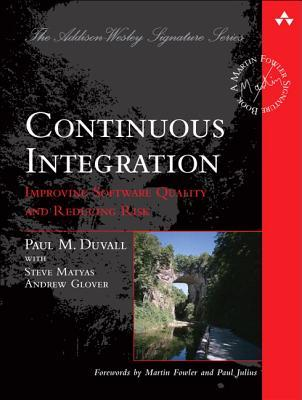 The Addison Wesley Signature Series
A MARTIN FOWLER SIGNATURE BOOK
Martin
CONTINUOUS
INTEGRATION
IMPROVING SOFTWARE QUALITY
AND REDUCING RISK
PAUL M. DUVALL
WITH
STEVE MATYAS
ANDREW GLOVER
Forewords by Martin Fowler and Paul Julius